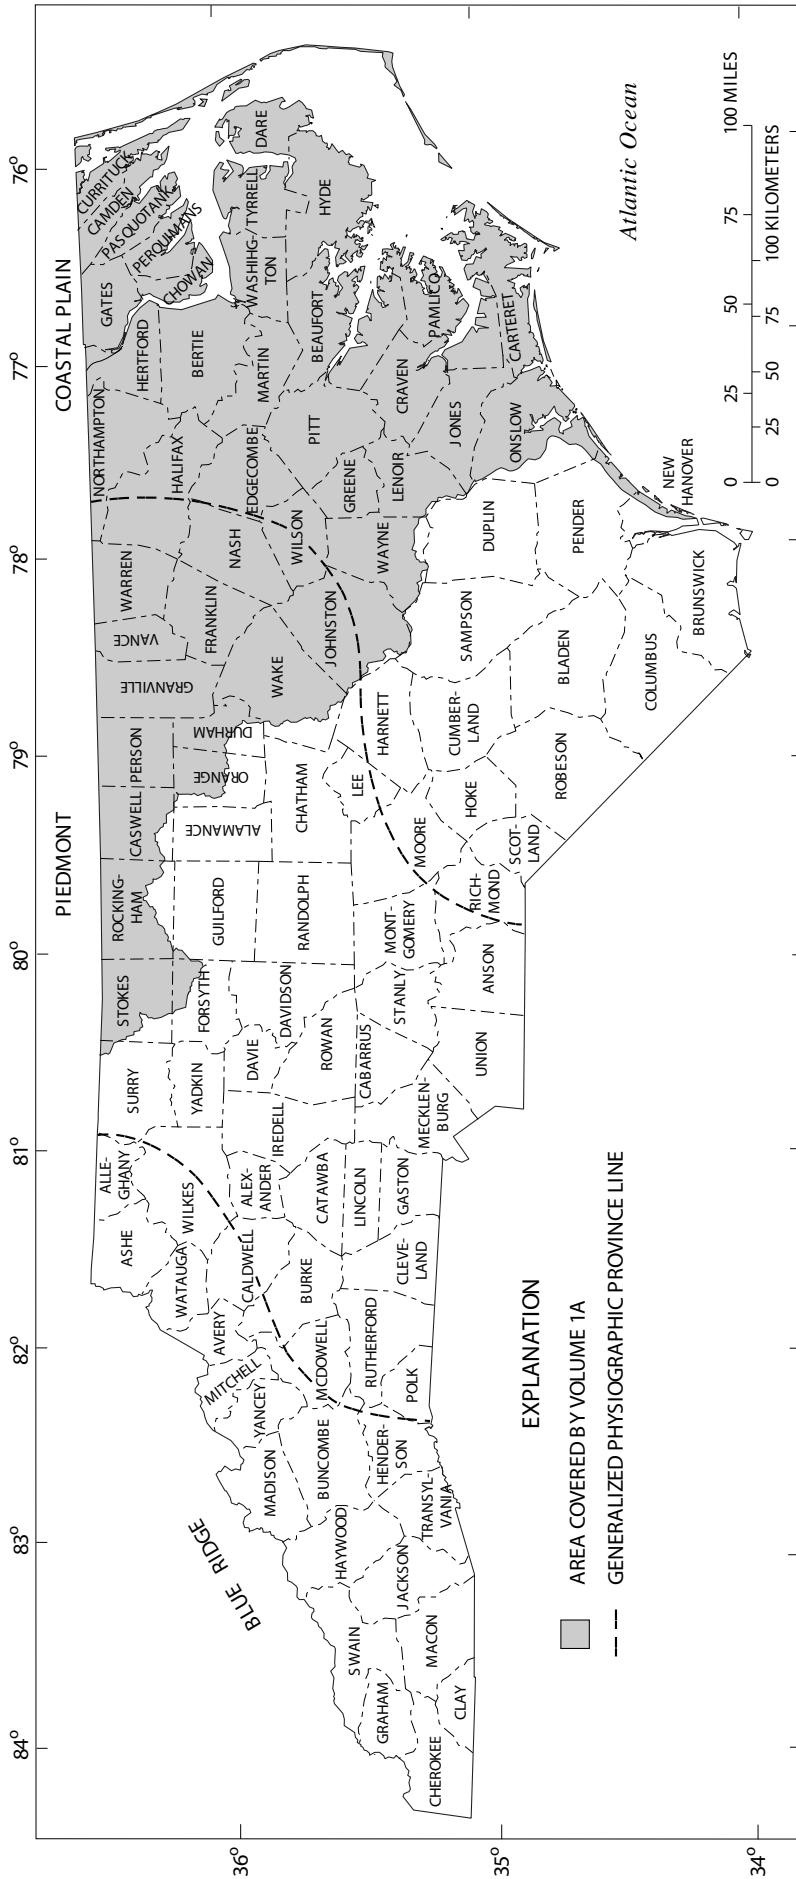 84°
83°
82°
81°
80°
79°
78°
77°
76°
36°
35°
34°
BLUE RIDGE
PIEDMONT
COASTAL PLAIN
CHEROKEE
GRAHAM
CLAY
SWAIN
MACON
JACKSON
HAYWOOD
TRANSYL-
VANIA
MADISON
BUNCOMBE
HENDER-
SON
YANCEY
MITCHELL
AVERY
MCDOWELL
RUTHERFORD
POLK
WATAUGA
CALDWELL
BURKE
CLEVE-
LAND
ASHE
ALLE-
GHANY
WILKES
ALEX-
ANDER
CATAWBA
LINCOLN
GASTON
SURRY
YADKIN
IREDELL
DAVIE
ROWAN
CABARRUS
MECKLEN-
BURG
STOKES
FORSYTH
DAVIDSON
STANLY
UNION
ANSON
ROCKING-
HAM
GUILFORD
RANDOLPH
MONT-
GOMERY
RICH-
MOND
CASWELL
ALAMANCE
CHATHAM
MOORE
SCOT-
LAND
PERSON
ORANGE
DURHAM
LEE
HOKE
HARNETT
CUMBER-
LAND
ROBESON
GRANVILLE
VANCE
WARREN
FRANKLIN
WAKE
JOHNSTON
SAMPSON
BLADEN
COLUMBUS
BRUNSWICK
NORTHAMPTON
HALIFAX
NASH
EDGECOMBE
WILSON
WAYNE
GREENE
LENOIR
DUPLIN
PENDER
NEW
HANOVER
HERTFORD
BERTIE
MARTIN
PITT
CRAVEN
JONES
ONSLOW
GATES
CHOWAN
PERQUIMANS
PASQUOTANK
CAMDEN
CURRITUCK
WASHIHG-
TON
TYRRELL
DARE
BEAUFORT
HYDE
PAMLICO
CARTERET
Atlantic Ocean
EXPLANATION
AREA COVERED BY VOLUME 1A
GENERALIZED PHYSIOGRAPHIC PROVINCE LINE
0 25 50 75 100 MILES
0 25 50 75 100 KILOMETERS